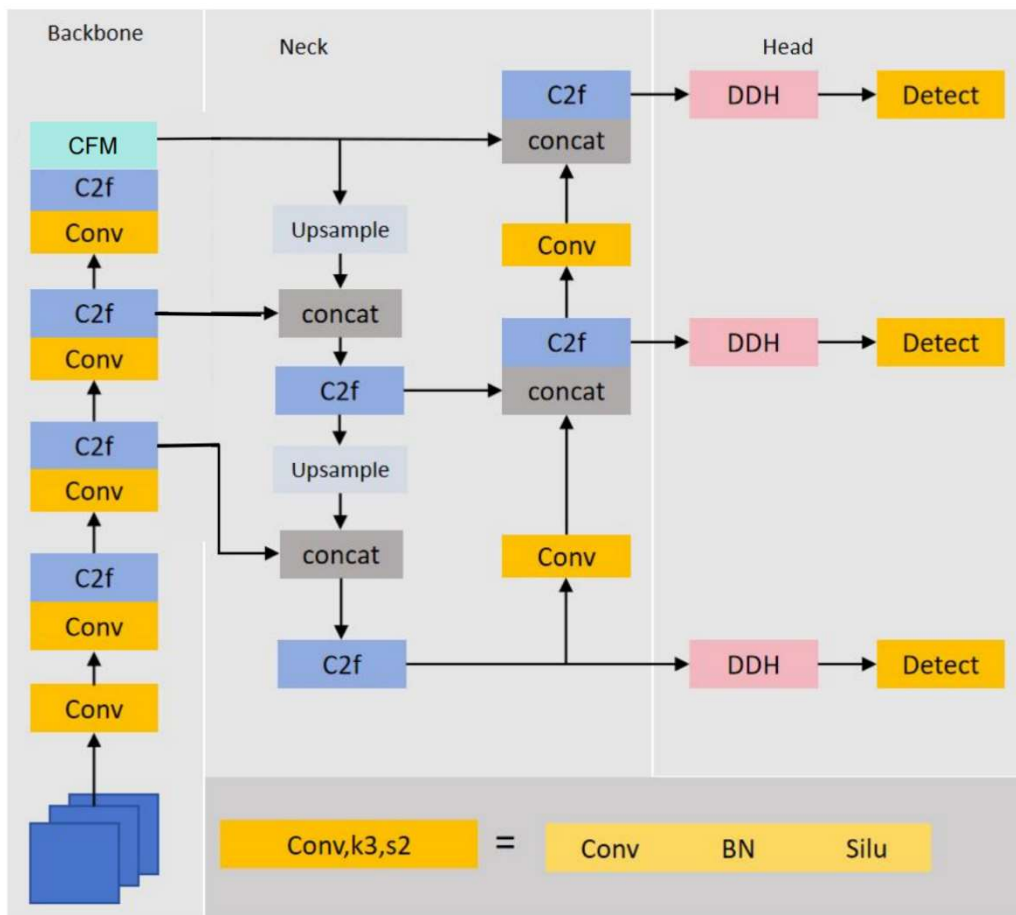 Backbone
Neck
Head
CFM
C2f
Conv
C2f
Conv
C2f
Conv
C2f
Conv
Conv
Upsample
concat
C2f
Upsample
concat
C2f
C2f
concat
Conv
C2f
concat
Conv
DDH
Detect
DDH
Detect
DDH
Detect
Conv,k3,s2
=
Conv BN Silu